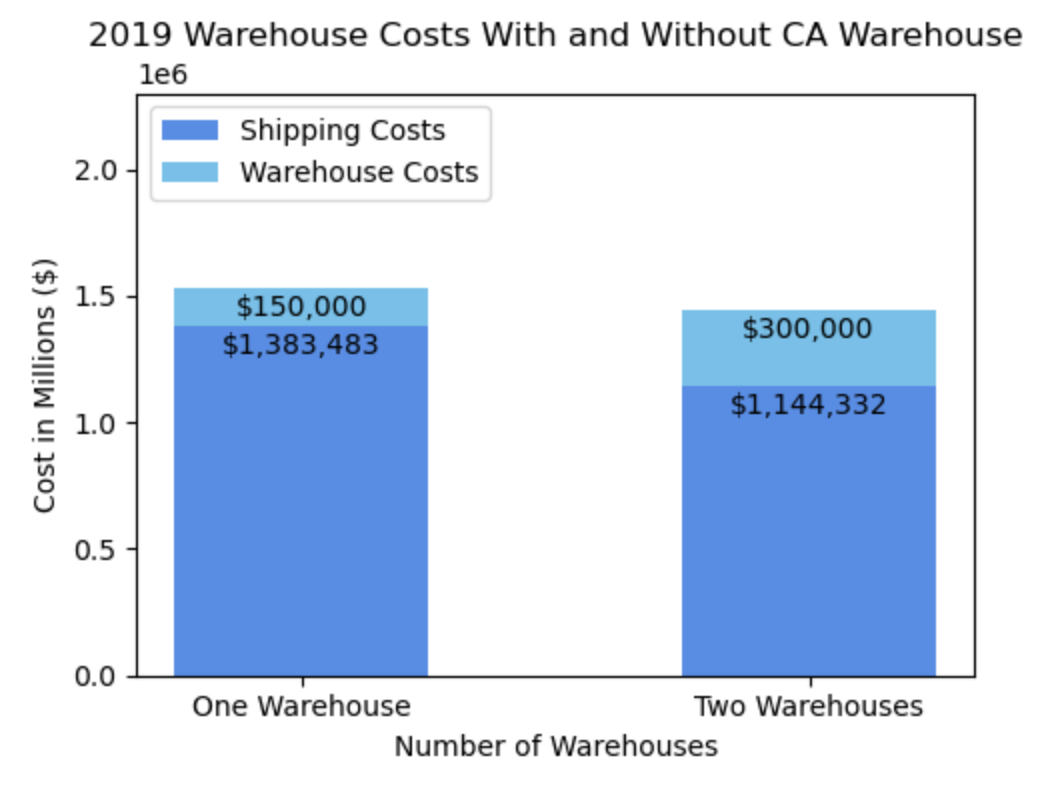 2019 Warehouse Costs With and Without CA Warehouse
1e6
Shipping Costs
Warehouse Costs
2.0
1.5
1.0
0.5
0.0
Cost in Millions ($)
$150,000
$1,383,483
$300,000
$1,144,332
One Warehouse
Two Warehouses
Number of Warehouses